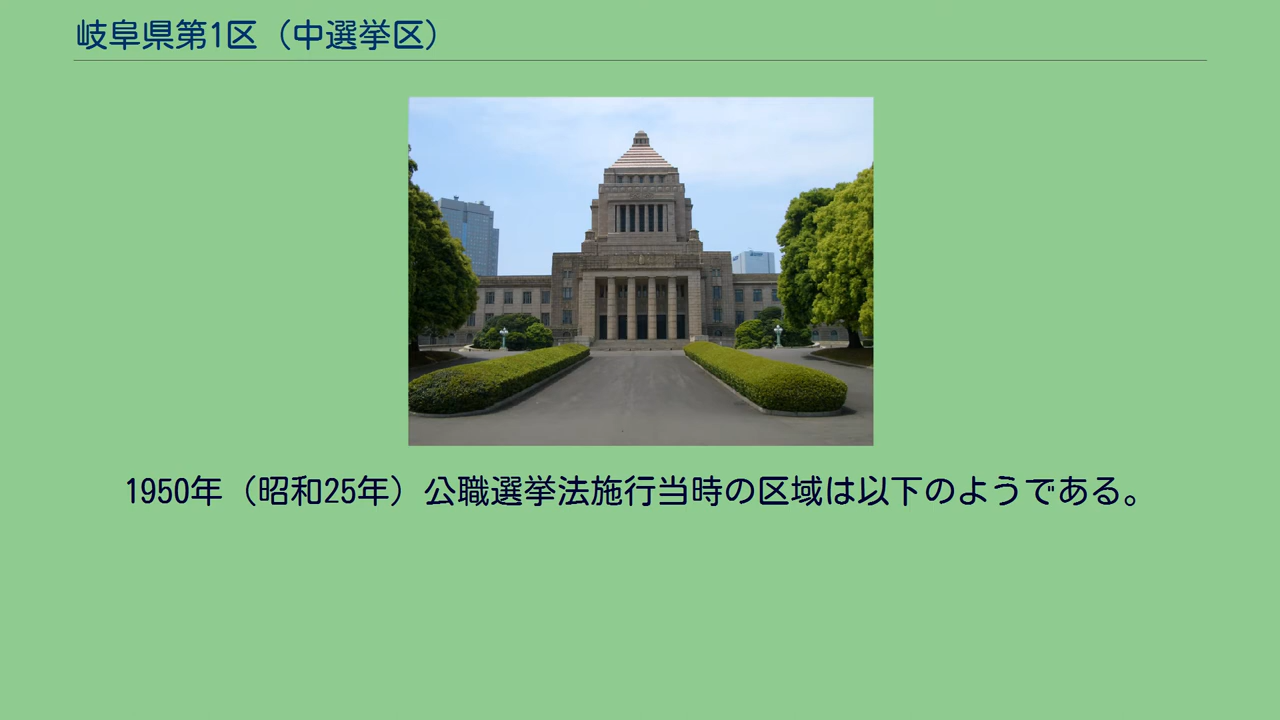 岐阜県第1区（中選挙区）
1950年（昭和25年）公職選挙法施行当時の区域は以下のようである。